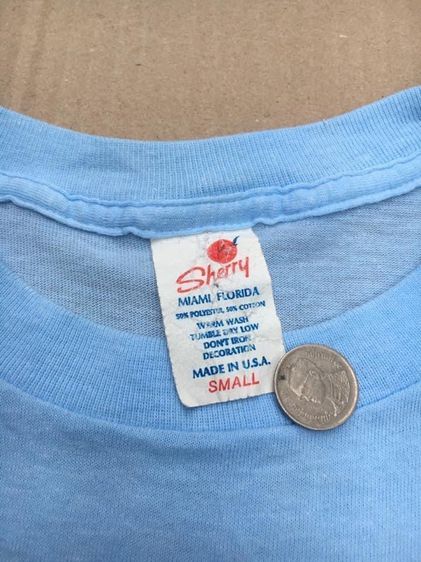 Sherry
MIAMI, FLORIDA
50% POLYESTER, 50% COTTON
WARM WASH
TUMBLE DRY LOW
DON'T IRON
DECORATION
MADE IN U.S.A.
SMALL